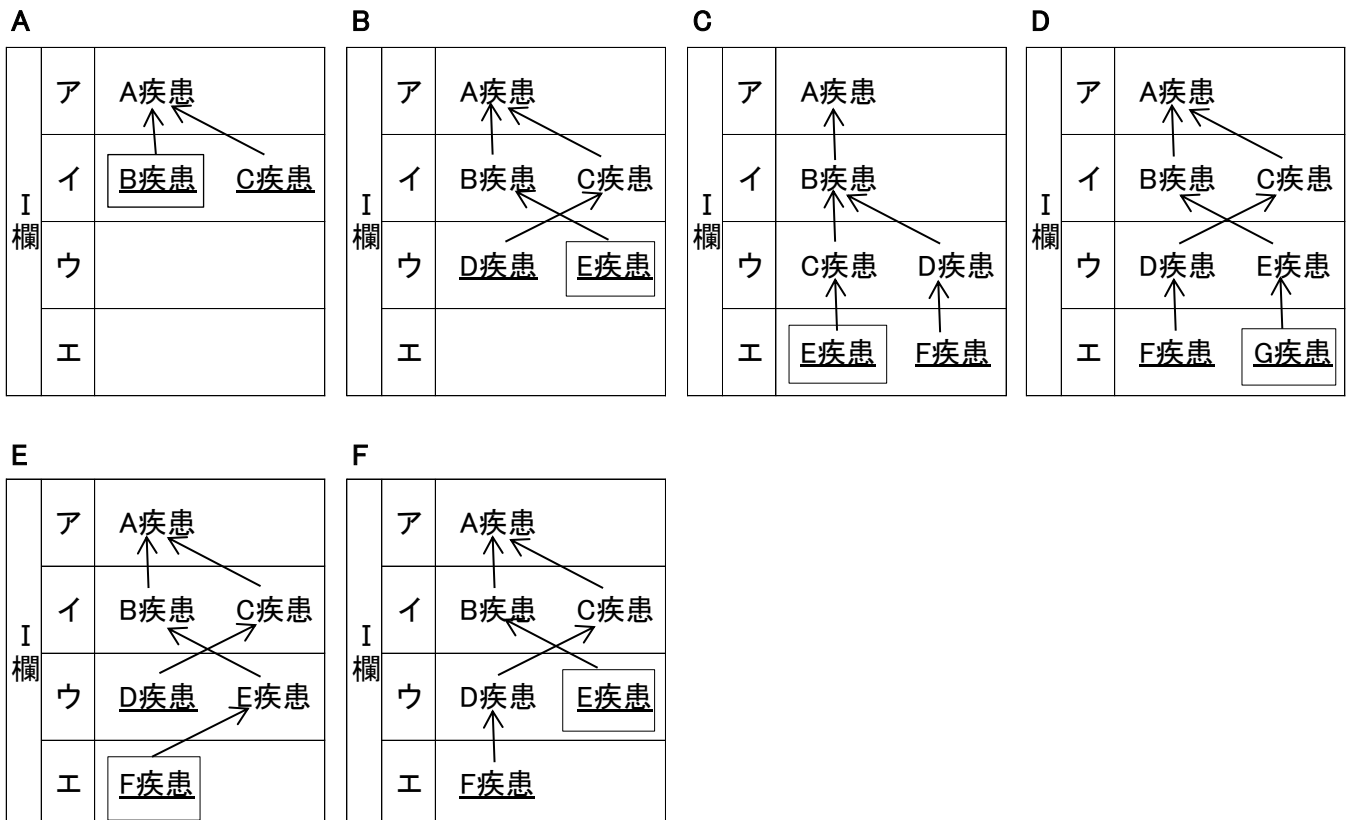 A
B
C
D
I欄
ア
A疾患
イ
B疾患 C疾患
ウ
エ
I欄
ア
A疾患
イ
B疾患 C疾患
ウ
D疾患 E疾患
エ
I欄
ア
A疾患
イ
B疾患
ウ
C疾患 D疾患
エ
E疾患 F疾患
I欄
ア
A疾患
イ
B疾患 C疾患
ウ
D疾患 E疾患
エ
F疾患 G疾患
E
F
I欄
ア
A疾患
イ
B疾患 C疾患
ウ
D疾患 E疾患
エ
F疾患
I欄
ア
A疾患
イ
B疾患 C疾患
ウ
D疾患 E疾患
エ
F疾患